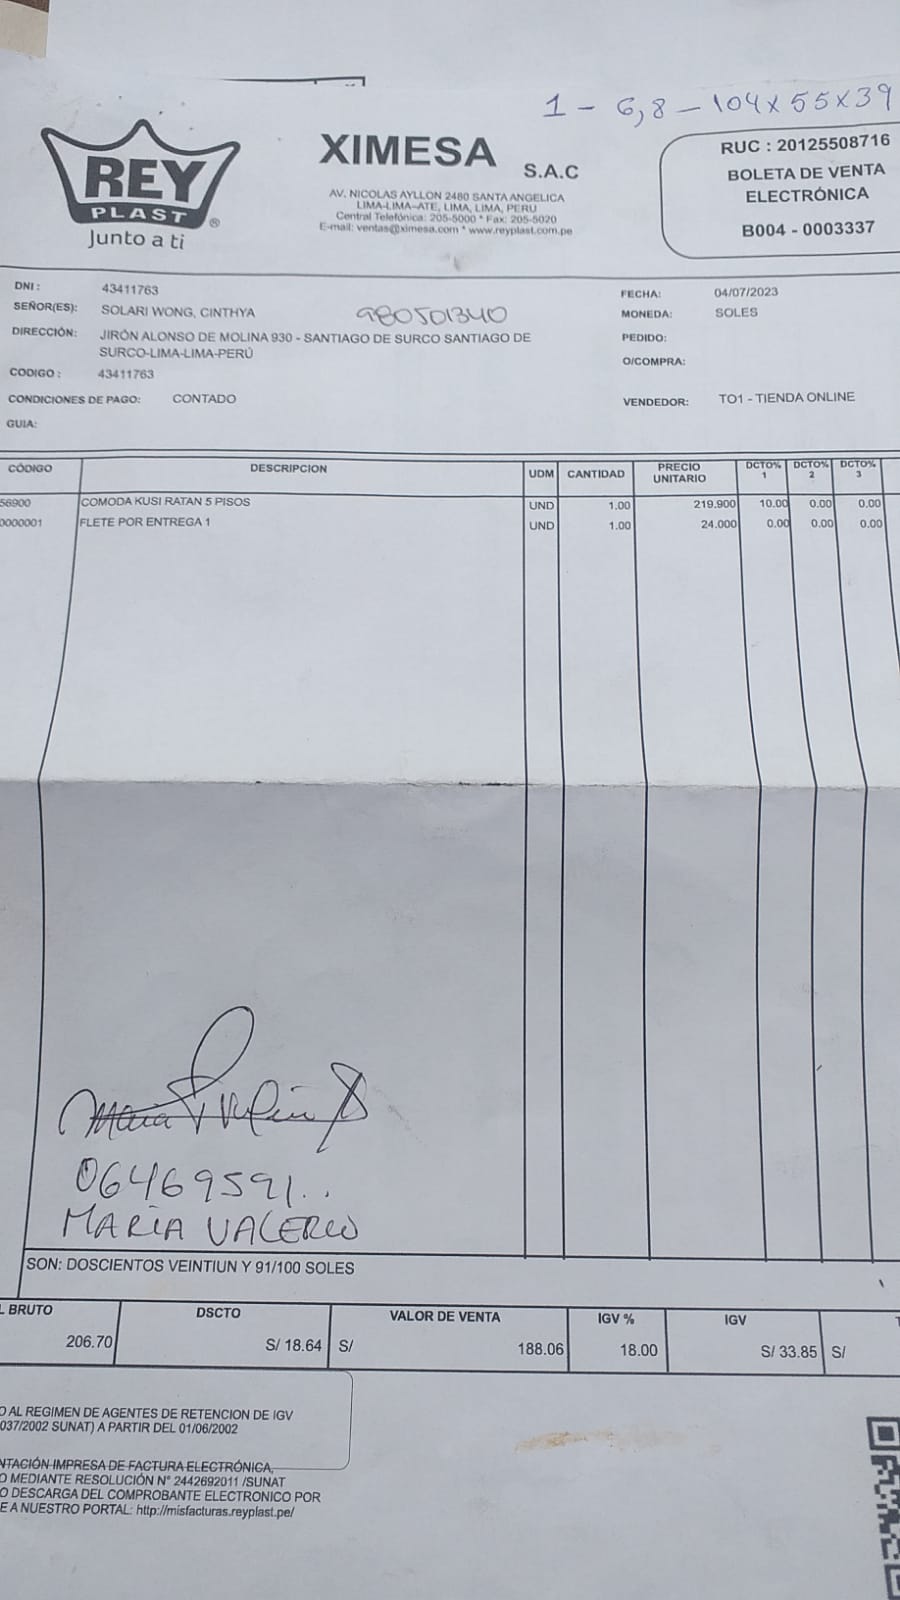 1 - 6,8 - 104x55x39
REY
PLAST ®
Junto a ti
XIMESA S.A.C
AV. NICOLAS AYLLON 2480 SANTA ANGELICA
LIMA-LIMA-ATE, LIMA, LIMA, PERU
Central Telefónica: 205-5000 * Fax: 205-5020
E-mail: ventas@ximesa.com * www.reyplast.com.pe
RUC : 20125508716
BOLETA DE VENTA
ELECTRÓNICA
B004 - 0003337
DNI : 43411763
SEÑOR(ES): SOLARI WONG, CINTHYA 980501340
DIRECCIÓN: JIRÓN ALONSO DE MOLINA 930 - SANTIAGO DE SURCO SANTIAGO DE
SURCO-LIMA-LIMA-PERÚ
CODIGO : 43411763
CONDICIONES DE PAGO: CONTADO
GUIA:
FECHA: 04/07/2023
MONEDA: SOLES
PEDIDO:
O/COMPRA:
VENDEDOR: TO1 - TIENDA ONLINE
CÓDIGO DESCRIPCION UDM CANTIDAD PRECIO UNITARIO DCTO% 1 DCTO% 2 DCTO% 3
56900 COMODA KUSI RATAN 5 PISOS UND 1.00 219.900 10.00 0.00 0.00
0000001 FLETE POR ENTREGA 1 UND 1.00 24.000 0.00 0.00 0.00
06469591..
MARÍA VALERIO
SON: DOSCIENTOS VEINTIUN Y 91/100 SOLES
L BRUTO DSCTO VALOR DE VENTA IGV % IGV T
206.70 S/ 18.64 S/ 188.06 18.00 S/ 33.85 S/
O AL REGIMEN DE AGENTES DE RETENCION DE IGV
037/2002 SUNAT) A PARTIR DEL 01/06/2002
NTACIÓN IMPRESA DE FACTURA ELECTRÓNICA,
O MEDIANTE RESOLUCIÓN N° 2442692011 /SUNAT
O DESCARGA DEL COMPROBANTE ELECTRONICO POR
E A NUESTRO PORTAL: http://misfacturas.reyplast.pe/